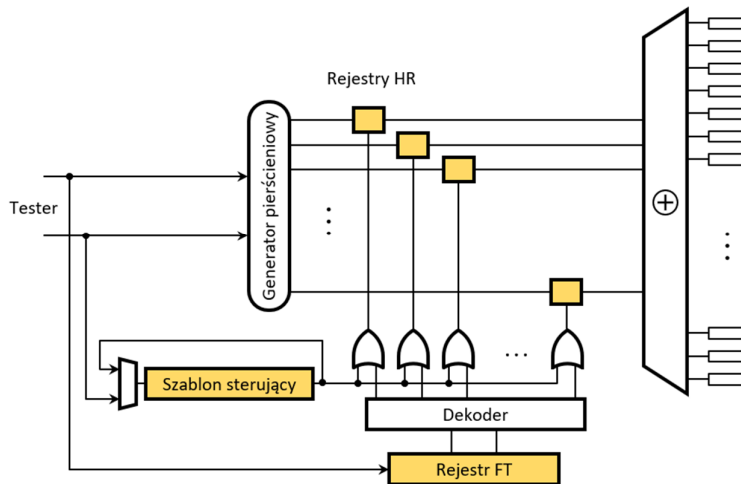 Rejestry HR
Generator pierścieniowy
Tester
...
...
...
Szablon sterujący
Dekoder
Rejestr FT